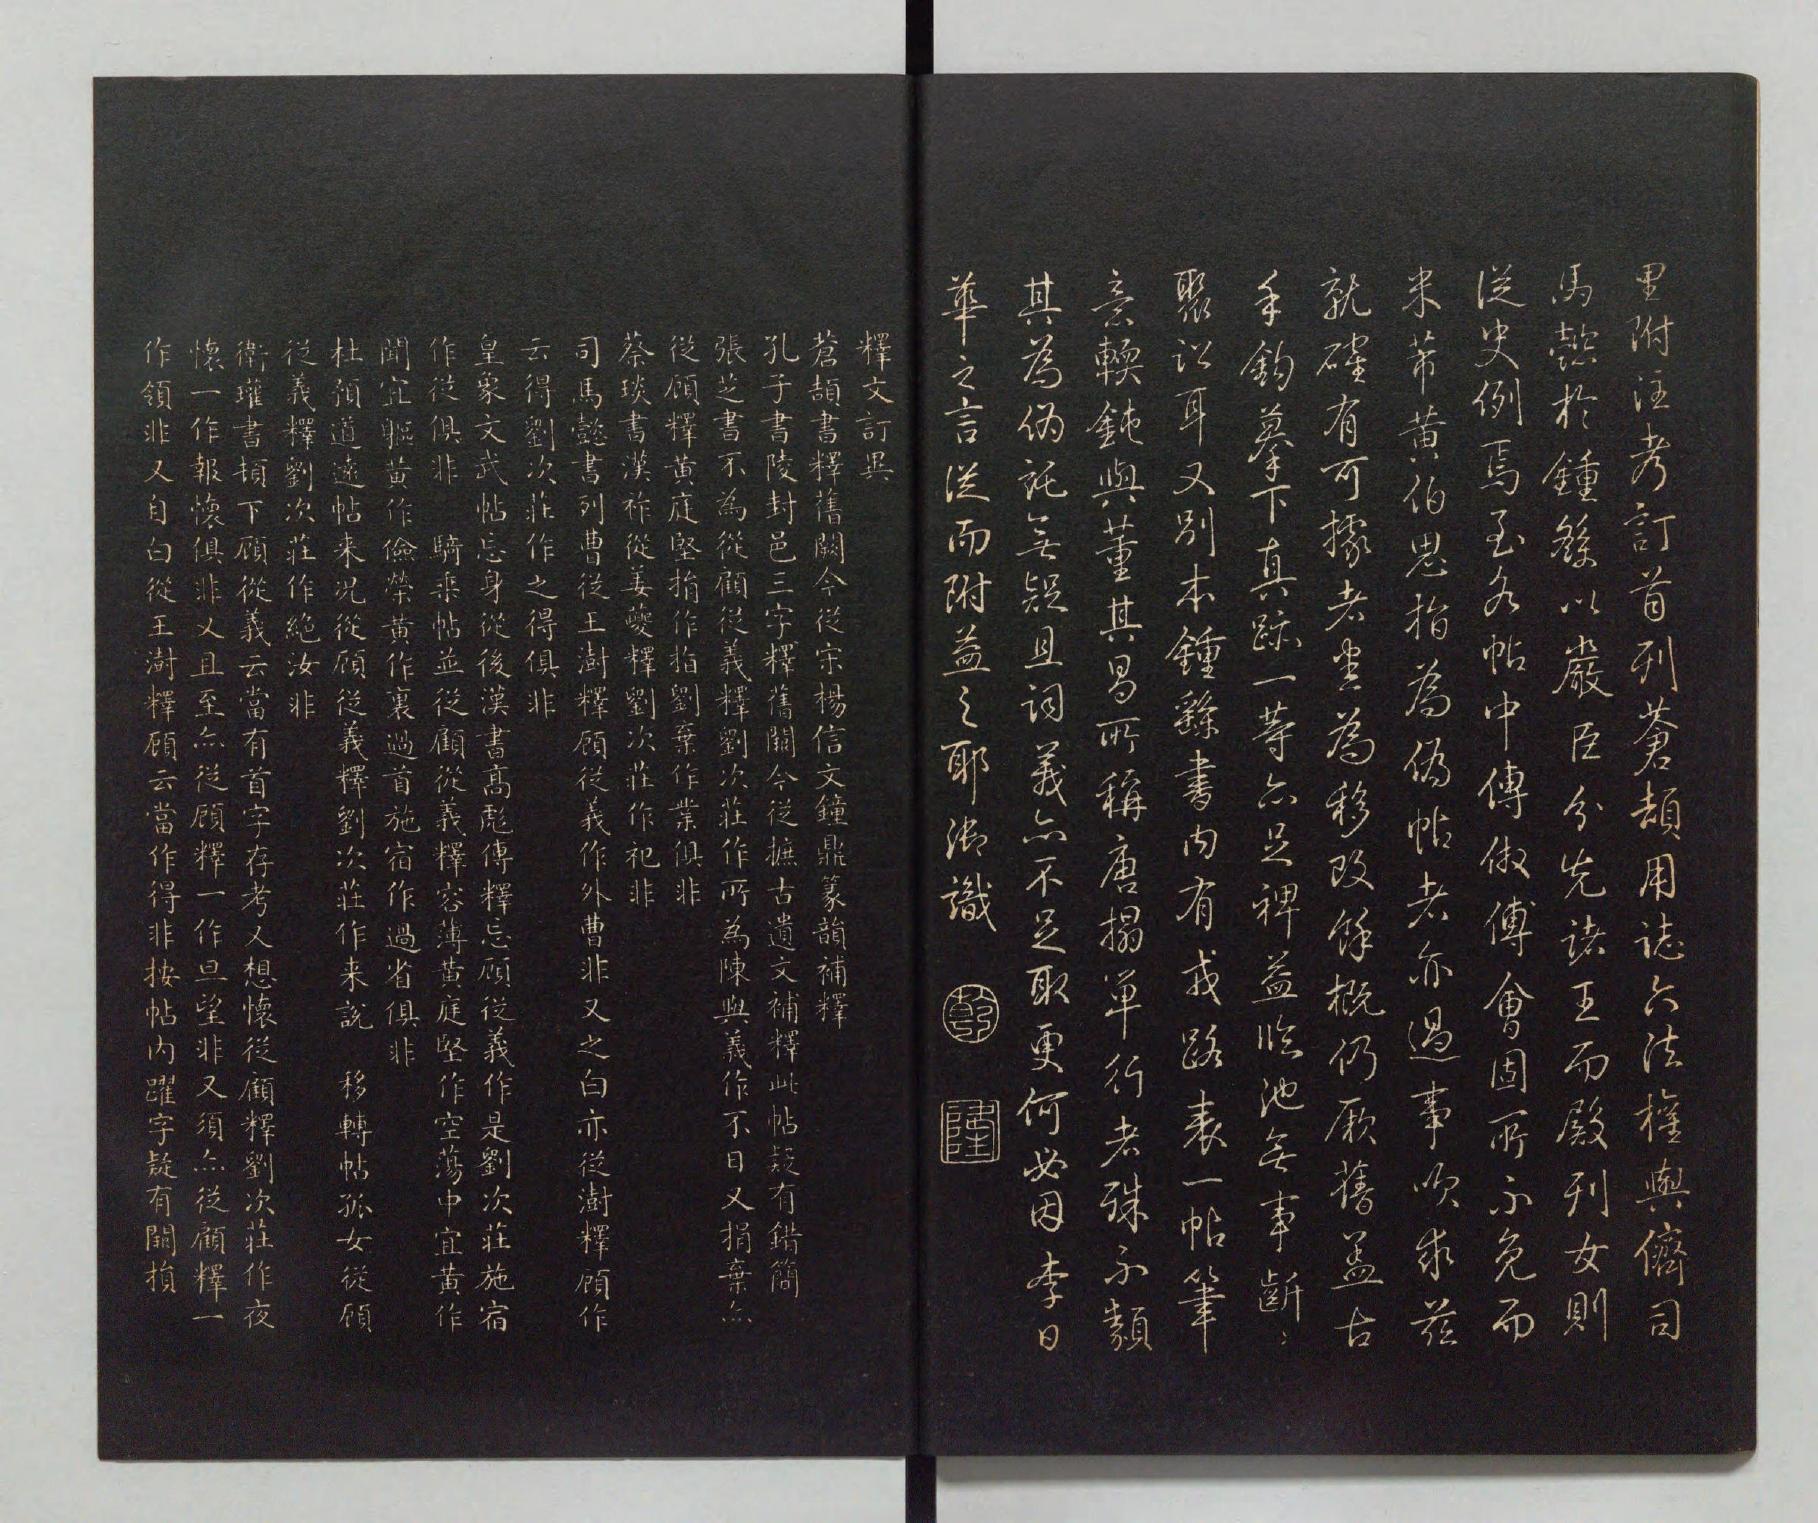 里附注考訂首列蒼頡用誌六法權輿儕司
馬懿於鍾繇以嚴臣分先諸王而殿列女則
從史例焉至各帖中傅俶傅會固所不免而
米芾黃伯思指為偽帖者亦過事吹求茲
就確有可據者重為移改餘概仍厥舊蓋古
手鈎摹下真跡一等亦足裨益臨池無事齗〻
聚訟耳又別本鍾繇書內有戎路表一帖筆
意輭鈍與董其昌所稱唐搨單行者殊不類
其為偽託無疑且詞義亦不足取更何必因李日
華之言從而附益之耶御識
乾
隆
釋文訂異
蒼頡書釋舊闕今從宋楊信文鐘鼎篆韻補釋
孔子書陵封邑三字釋舊闕今從摭古遺文補釋此帖疑有錯簡
張芝書不為從顧從義釋劉次莊作所為陳與義作不日又捐棄亦
從顧釋黃庭堅捐作指劉棄作業俱非
蔡琰書漢祚從姜夔釋劉次莊作祀非
司馬懿書列曹從王澍釋顧從義作外曹非又之白亦從澍釋顧作
云得劉次莊作之得俱非
皇象文武帖忘身從後漢書高彪傳釋忘顧從義作是劉次莊施宿
作從俱非　騎乘帖並從顧從義釋容薄黃庭堅作空蕩中宜黃作
聞宜軀黃作儉榮黃作裏過首施宿作過省俱非
杜預道遠帖来況從顧從義釋劉次莊作来說　移轉帖孤女從顧
從義釋劉次莊作絶汝非
衛瓘書頓下顧從義云當有首字存考又想懷從顧釋劉次莊作夜
懷一作報懷俱非又且至亦從顧釋一作旦望非又須亦從顧釋一
作領非又自白從王澍釋顧云當作得非按帖內躍字疑有闕損